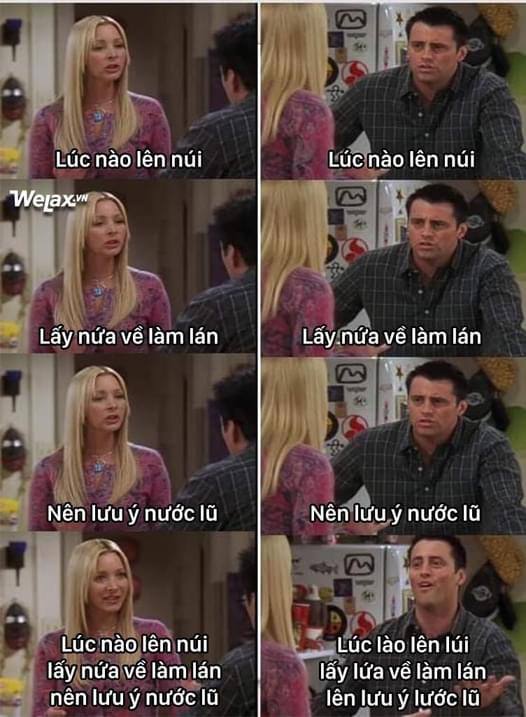 Lúc nào lên núi
Lúc nào lên núi
Welax.VN
Lấy nứa về làm lán
Lấy nứa về làm lán
Nên lưu ý nước lũ
Nên lưu ý nước lũ
Lúc nào lên núi
lấy nứa về làm lán
nên lưu ý nước lũ
Lúc lào lên lúi
lấy lứa về làm lán
lên lưu ý lước lũ